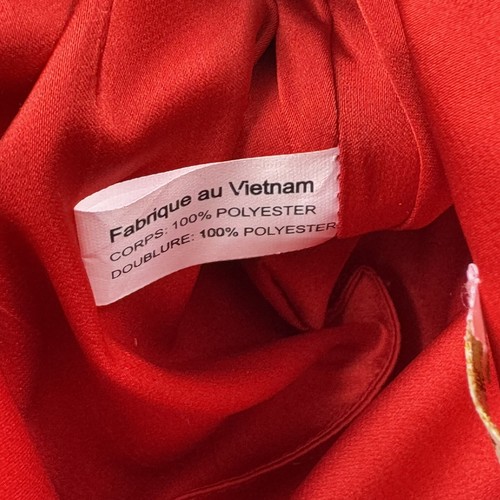 Fabrique au Vietnam
CORPS: 100% POLYESTER
DOUBLURE: 100% POLYESTER